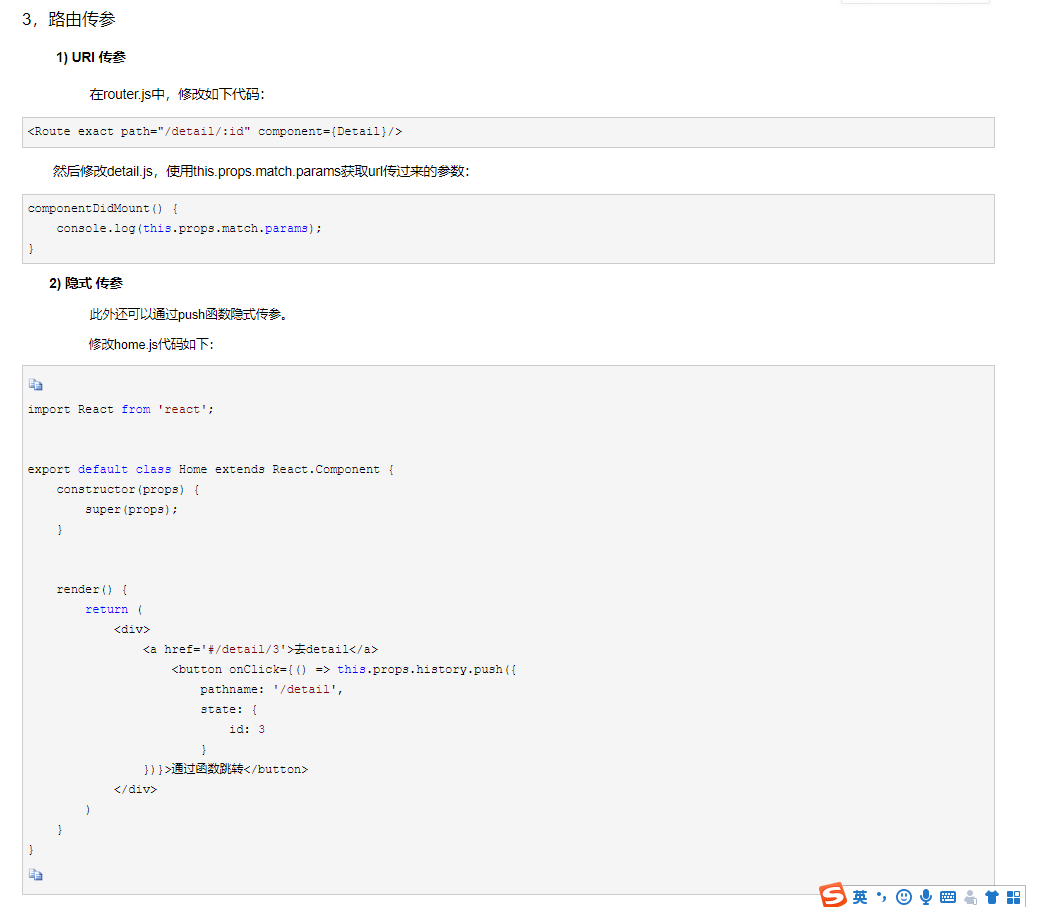 3，路由传参
1) URl 传参
在router.js中，修改如下代码：
<Route exact path="/detail/:id" component={Detail}/>
然后修改detail.js，使用this.props.match.params获取url传过来的参数：
componentDidMount() {
    console.log(this.props.match.params);
}
2) 隐式 传参
此外还可以通过push函数隐式传参。
修改home.js代码如下：
import React from 'react';
export default class Home extends React.Component {
    constructor(props) {
        super(props);
    }
    render() {
        return (
            <div>
                <a href='#/detail/3'>去detail</a>
                    <button onClick={() => this.props.history.push({
                        pathname: '/detail',
                        state: {
                            id: 3
                        }
                })}>通过函数跳转</button>
            </div>
        )
    }
}
S 英